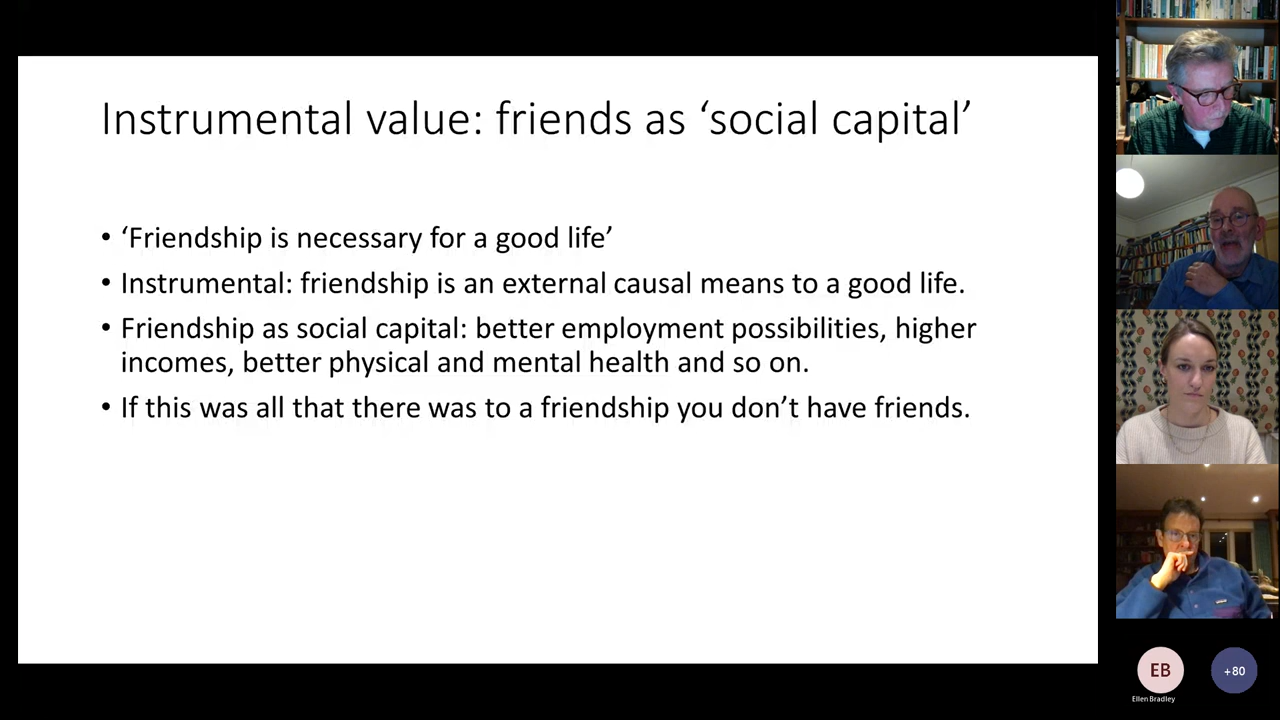 Instrumental value: friends as ‘social capital’
• ‘Friendship is necessary for a good life’
• Instrumental: friendship is an external causal means to a good life.
• Friendship as social capital: better employment possibilities, higher
incomes, better physical and mental health and so on.
• If this was all that there was to a friendship you don’t have friends.
EB
+80
Ellen Bradley